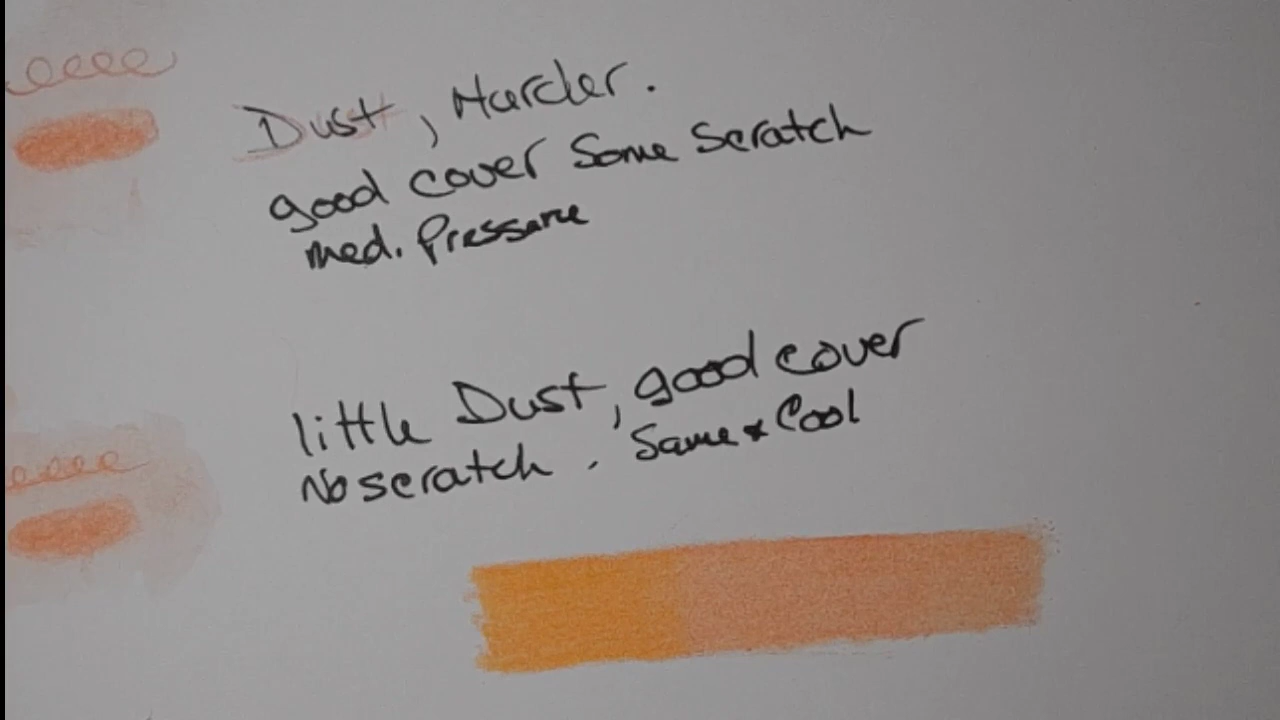 Dust, Harder.
good cover Some Scratch
med. Pressure
little Dust, good cover
No scratch. Same * Cool